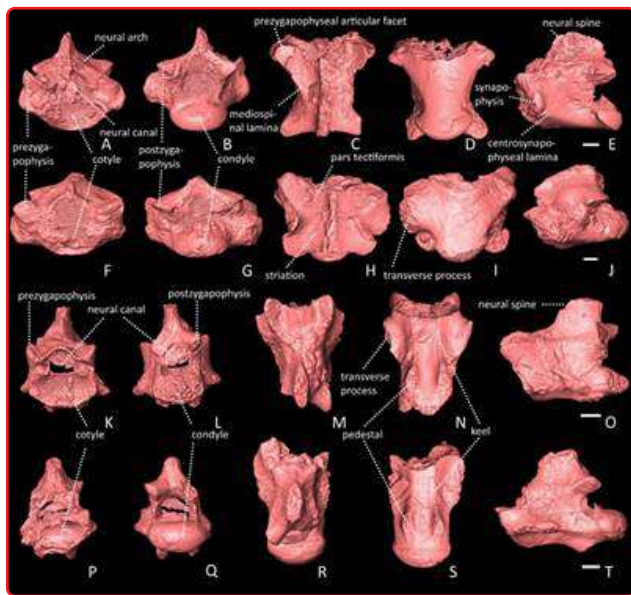 prezygapophyseal articular facet
neural spine
neural arch
mediospi-
nal lamina
synapo-
physis
neural canal
A B C D E
prezyga-
pophysis
cotyle
postzyga-
pophysis
condyle
centrosynapo-
physeal lamina
pars tectiformis
F G H I J
striation
transverse process
prezygapophysis
neural canal
postzygapophysis
neural spine
transverse
process
K L M N O
cotyle
condyle
pedestal
keel
P Q R S T